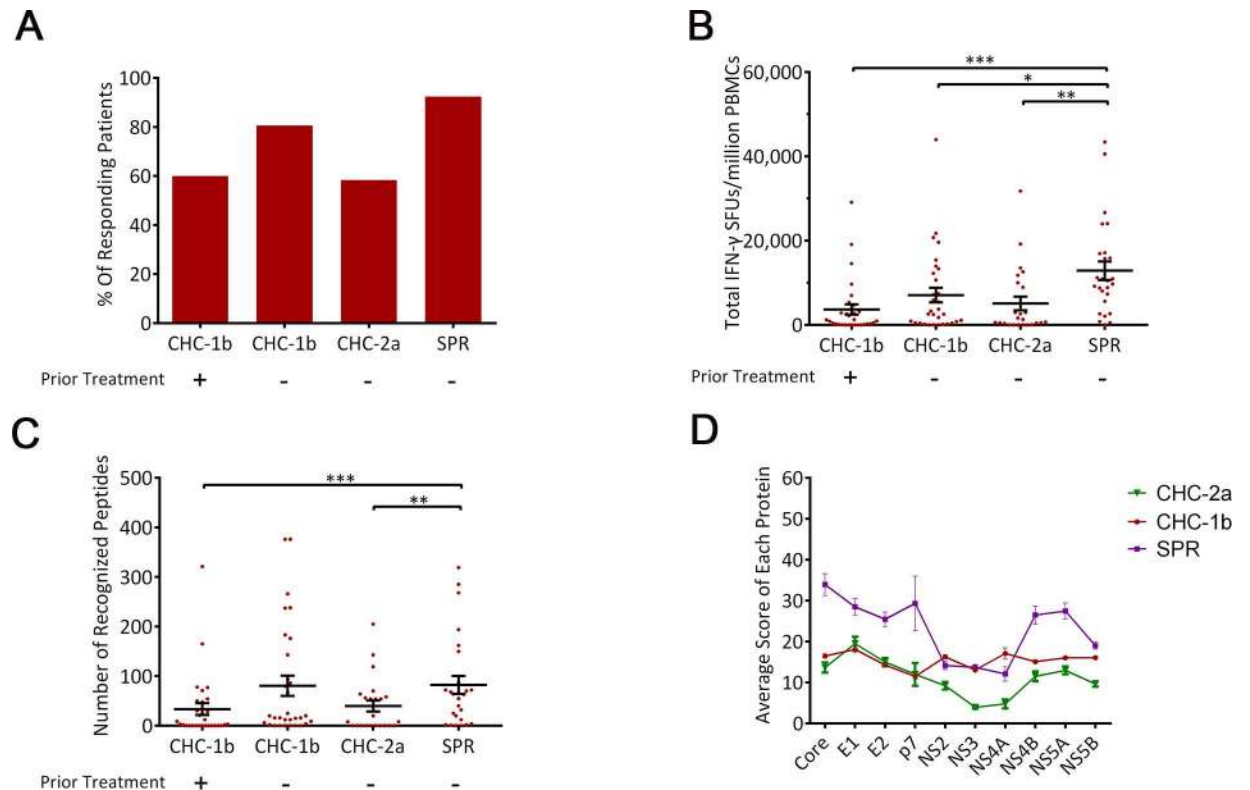 A
% Of Responding Patients
100
80
60
40
20
0
CHC-1b CHC-1b CHC-2a SPR
Prior Treatment + - - -
B
Total IFN-γ SFUs/million PBMCs
60,000
40,000
20,000
0
***
*
**
CHC-1b CHC-1b CHC-2a SPR
Prior Treatment + - - -
C
Number of Recognized Peptides
500
400
300
200
100
0
***
**
CHC-1b CHC-1b CHC-2a SPR
Prior Treatment + - - -
D
Average Score of Each Protein
60
50
40
30
20
10
0
Core E1 E2 p7 NS2 NS3 NS4A NS4B NS5A NS5B
CHC-2a
CHC-1b
SPR